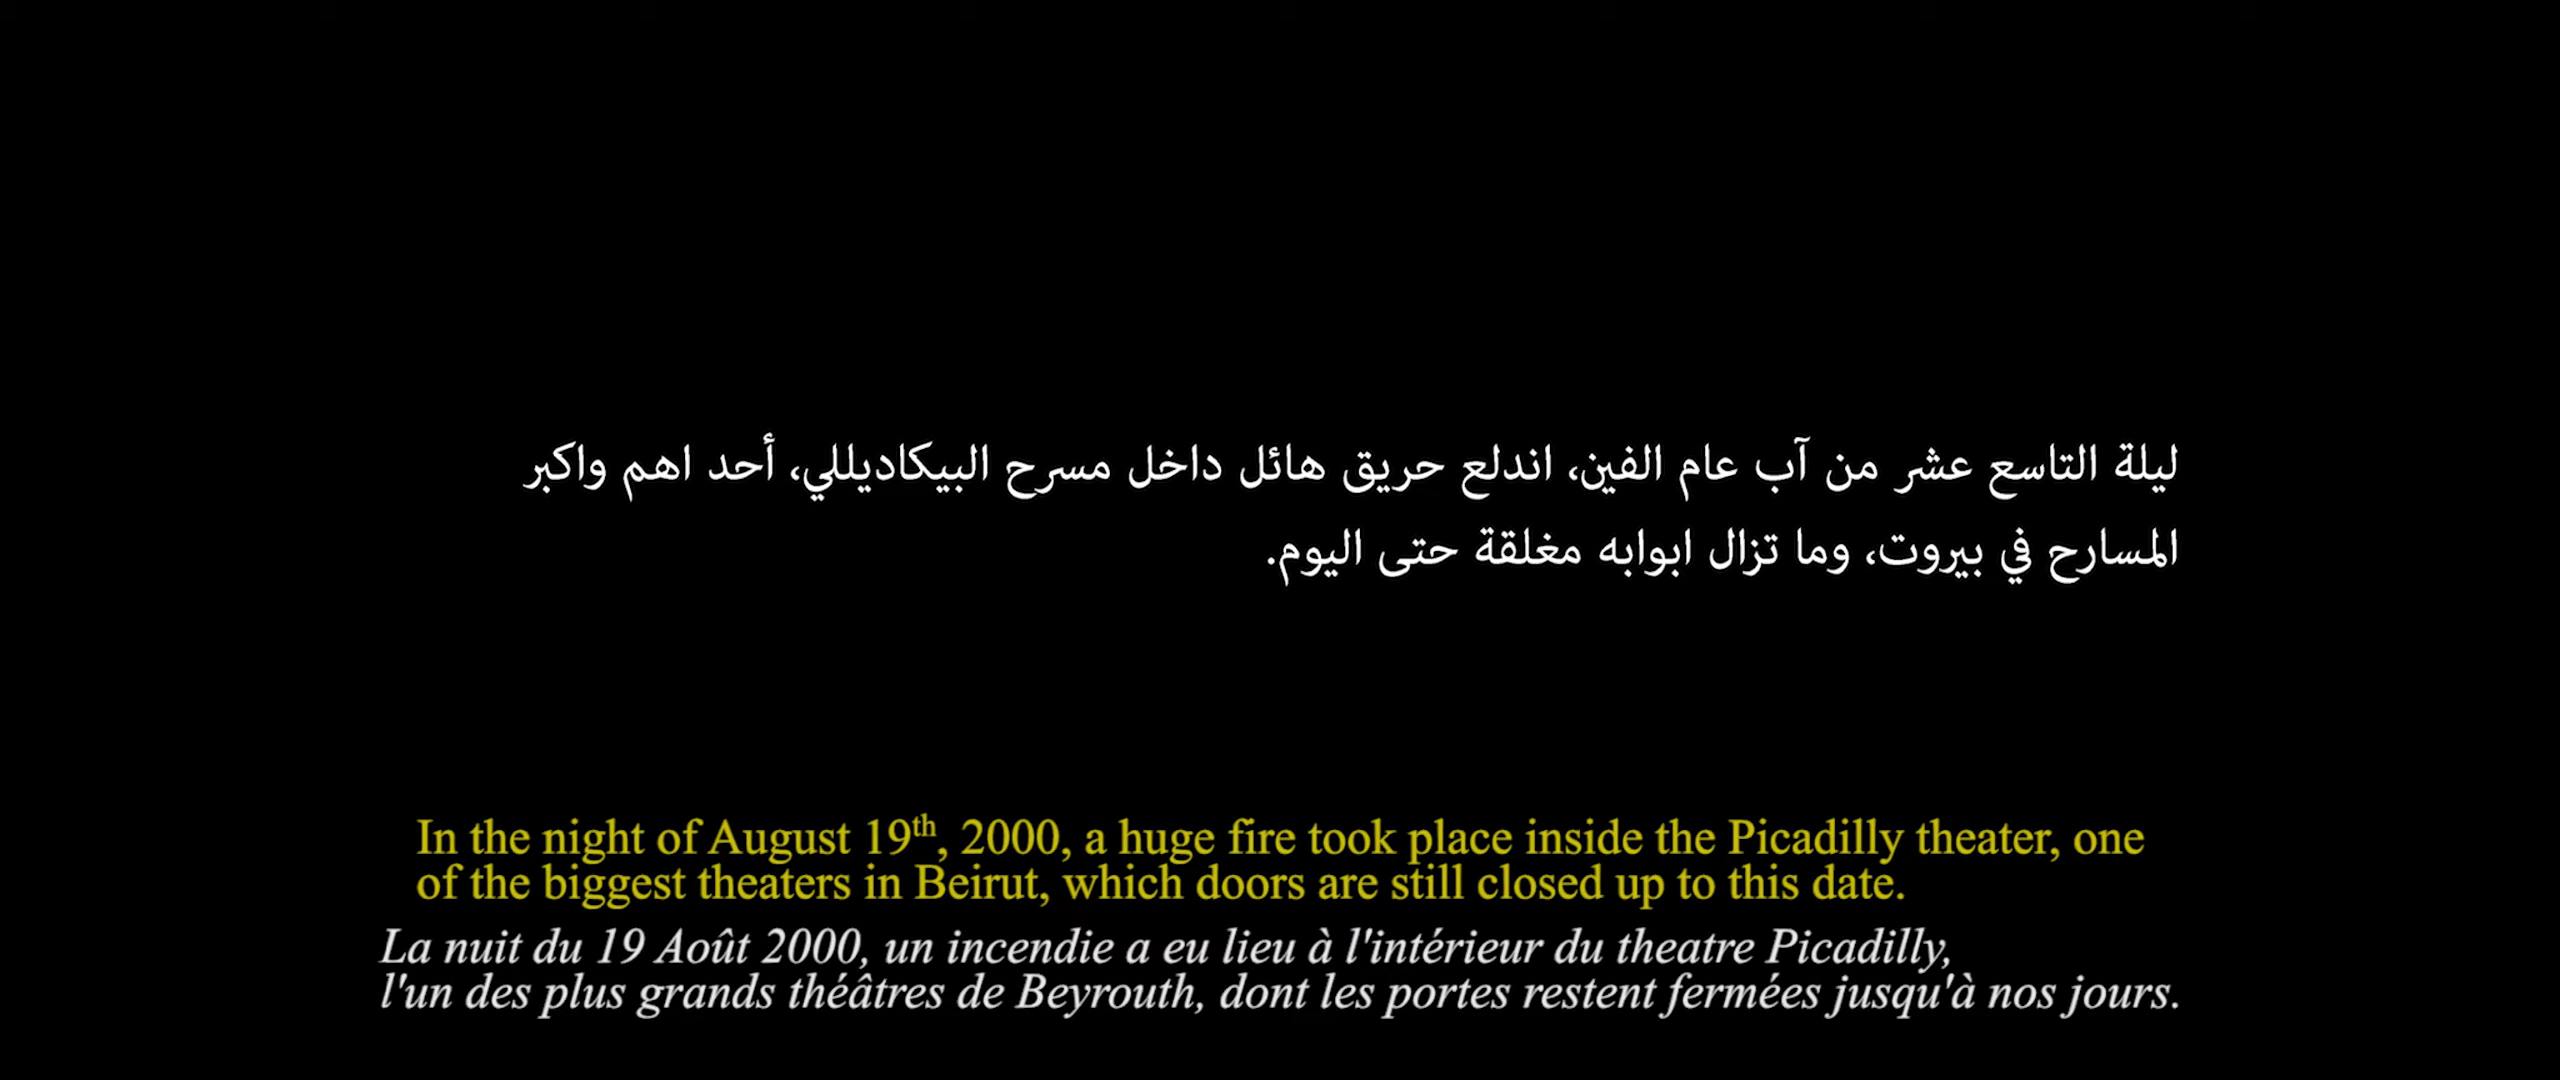 ليلة التاسع عشر من آب عام الفين، اندلع حريق هائل داخل مسرح البيكاديللي، أحد اهم واكبر
المسارح في بيروت، وما تزال ابوابه مغلقة حتى اليوم.
In the night of August 19th, 2000, a huge fire took place inside the Picadilly theater, one
of the biggest theaters in Beirut, which doors are still closed up to this date.
La nuit du 19 Août 2000, un incendie a eu lieu à l'intérieur du theatre Picadilly,
l'un des plus grands théâtres de Beyrouth, dont les portes restent fermées jusqu'à nos jours.